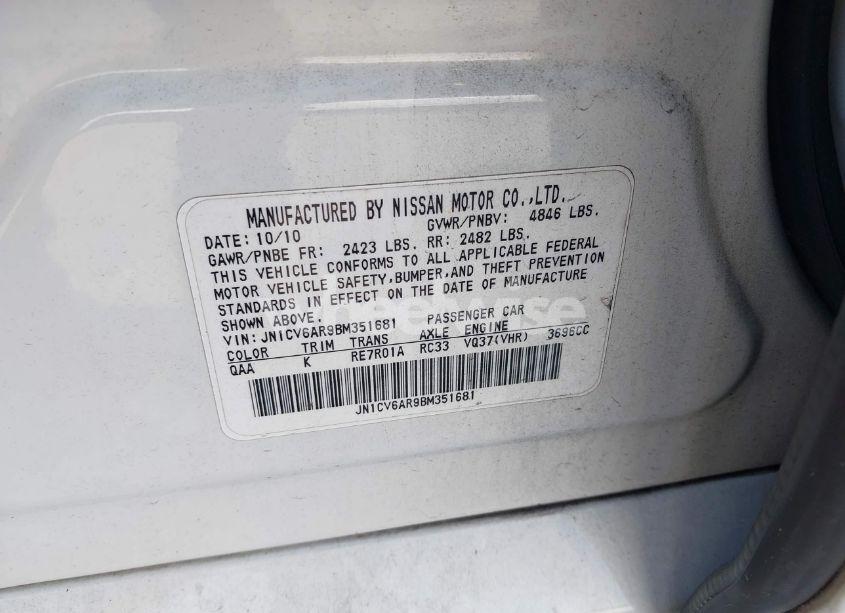 MANUFACTURED BY NISSAN MOTOR CO.,LTD.
DATE: 10/10 GVWR/PNBV: 4846 LBS.
GAWR/PNBE FR: 2423 LBS. RR: 2482 LBS.
THIS VEHICLE CONFORMS TO ALL APPLICABLE FEDERAL
MOTOR VEHICLE SAFETY,BUMPER,AND THEFT PREVENTION
STANDARDS IN EFFECT ON THE DATE OF MANUFACTURE
SHOWN ABOVE.
VIN: JN1CV6AR9BM351681 PASSENGER CAR
COLOR TRIM TRANS AXLE ENGINE
QAA K RE7R01A RC33 VQ37(VHR) 3696CC
JN1CV6AR9BM351681